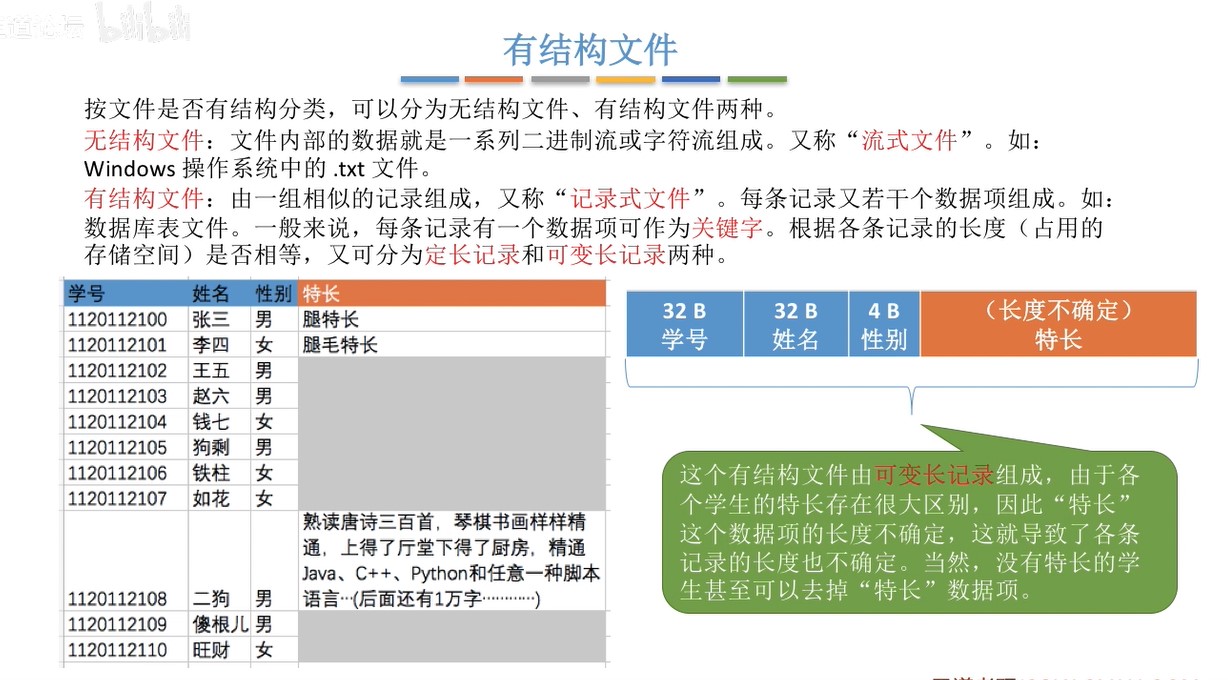 bilibili
有结构文件
按文件是否有结构分类，可以分为无结构文件、有结构文件两种。
无结构文件：文件内部的数据就是一系列二进制流或字符流组成。又称“流式文件”。如：
Windows 操作系统中的 .txt 文件。
有结构文件：由一组相似的记录组成，又称“记录式文件”。每条记录又若干个数据项组成。如：
数据库表文件。一般来说，每条记录有一个数据项可作为关键字。根据各条记录的长度（占用的
存储空间）是否相等，又可分为定长记录和可变长记录两种。
学号 姓名 性别 特长
1120112100 张三 男 腿特长
1120112101 李四 女 腿毛特长
1120112102 王五 男
1120112103 赵六 男
1120112104 钱七 女
1120112105 狗剩 男
1120112106 铁柱 女
1120112107 如花 女
熟读唐诗三百首，琴棋书画样样精
通，上得了厅堂下得了厨房，精通
Java、C++、Python和任意一种脚本
1120112108 二狗 男 语言…(后面还有1万字…………)
1120112109 傻根儿 男
1120112110 旺财 女
32 B 32 B 4 B （长度不确定）
学号 姓名 性别 特长
这个有结构文件由可变长记录组成，由于各
个学生的特长存在很大区别，因此“特长”
这个数据项的长度不确定，这就导致了各条
记录的长度也不确定。当然，没有特长的学
生甚至可以去掉“特长”数据项。